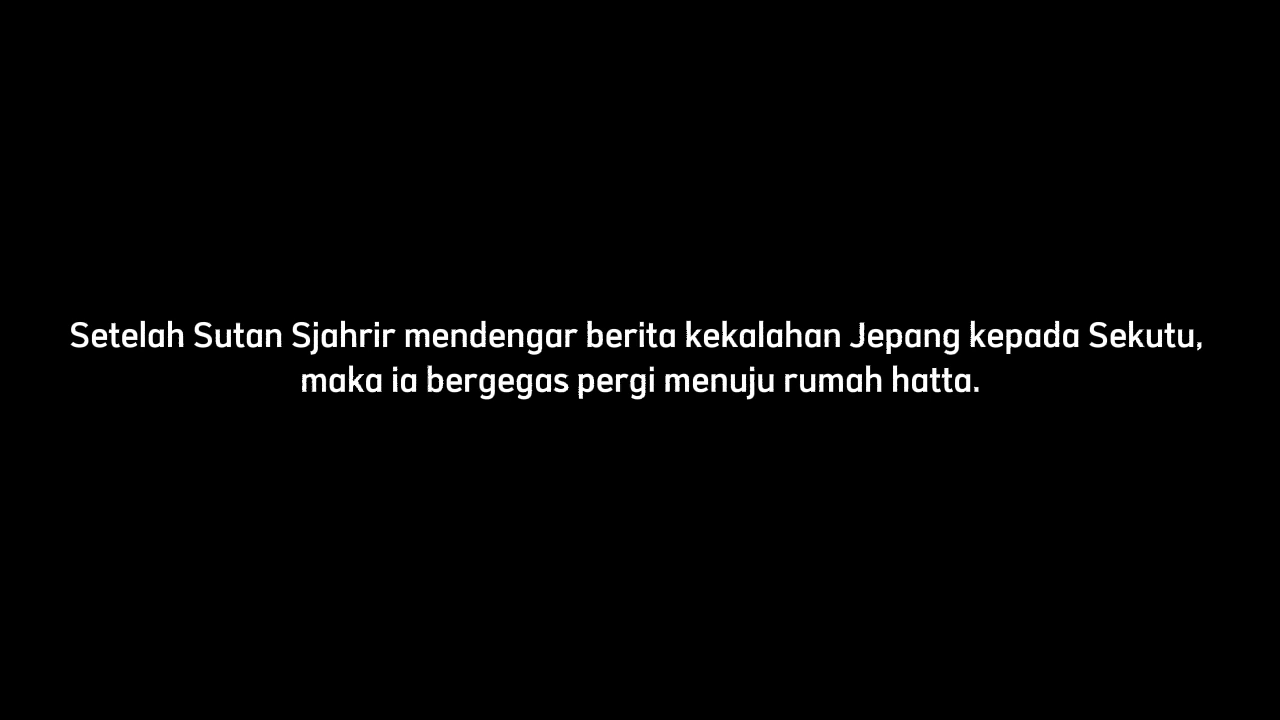 Setelah Sutan Sjahrir mendengar berita kekalahan Jepang kepada Sekutu,
maka ia bergegas pergi menuju rumah hatta.